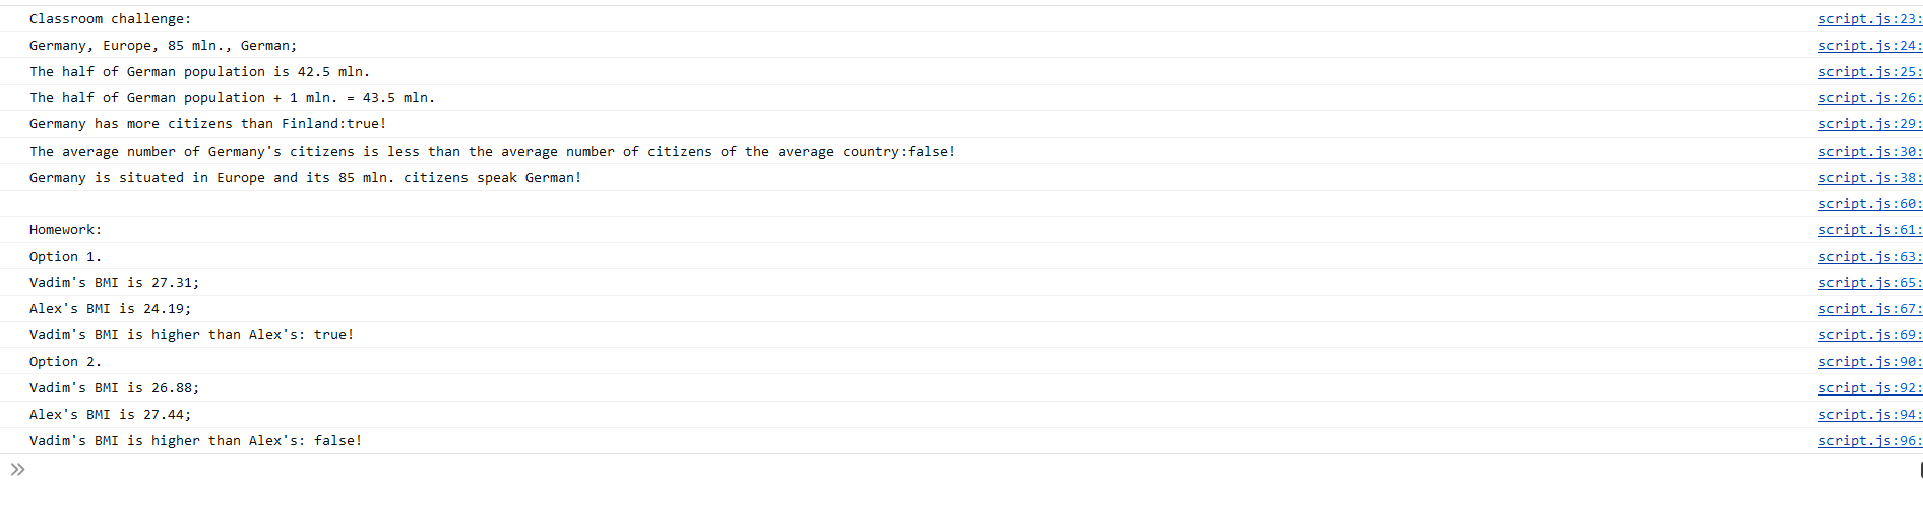 Classroom challenge: script.js:23:
Germany, Europe, 85 mln., German; script.js:24:
The half of German population is 42.5 mln. script.js:25:
The half of German population + 1 mln. = 43.5 mln. script.js:26:
Germany has more citizens than Finland:true! script.js:29:
The average number of Germany's citizens is less than the average number of citizens of the average country:false! script.js:30:
Germany is situated in Europe and its 85 mln. citizens speak German! script.js:38:
script.js:60:
Homework: script.js:61:
Option 1. script.js:63:
Vadim's BMI is 27.31; script.js:65:
Alex's BMI is 24.19; script.js:67:
Vadim's BMI is higher than Alex's: true! script.js:69:
Option 2. script.js:90:
Vadim's BMI is 26.88; script.js:92:
Alex's BMI is 27.44; script.js:94:
Vadim's BMI is higher than Alex's: false! script.js:96: